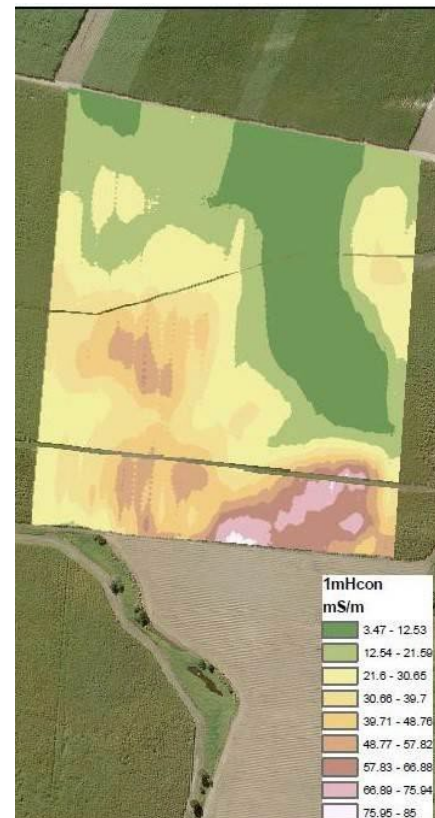 1mHcon
mS/m
3.47 - 12.53
12.54 - 21.59
21.6 - 30.65
30.66 - 39.7
39.71 - 48.76
48.77 - 57.82
57.83 - 66.88
66.89 - 75.94
75.95 - 85